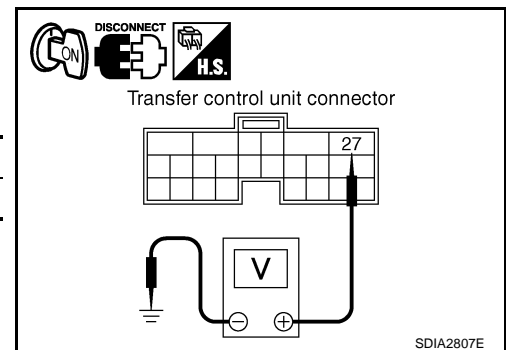 DISCONNECT
ON
H.S.
Transfer control unit connector
27
V
− +
SDIA2807E